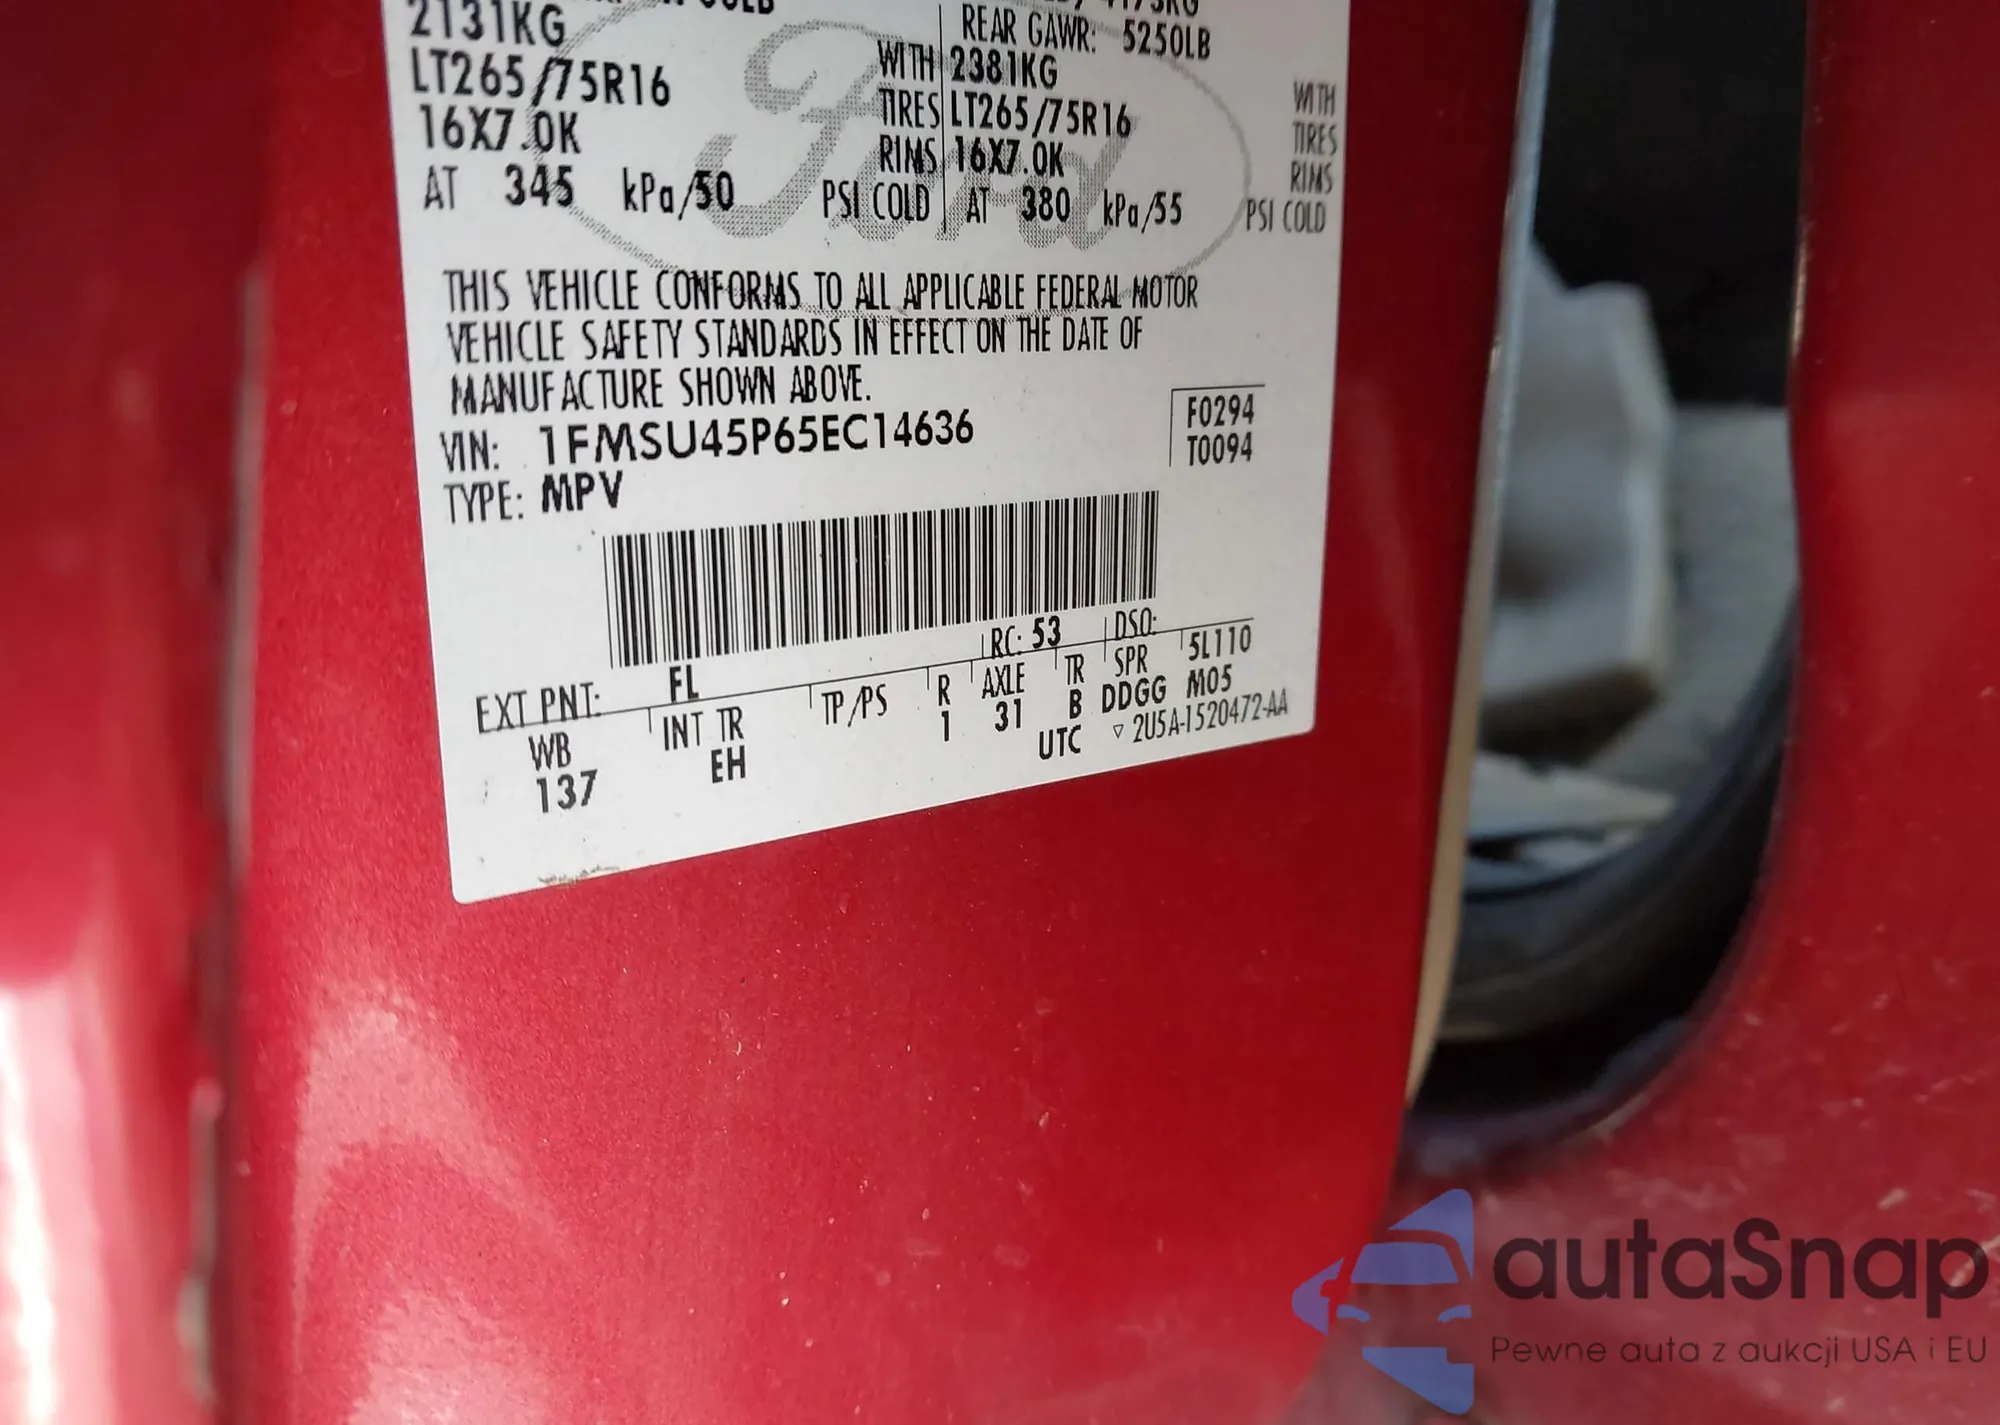 2131KG
REAR GAWR: 5250LB
LT265/75R16
WITH 2381KG
WITH
16X7.0K
TIRES LT265/75R16
TIRES
RIMS 16X7.0K
RIMS
AT 345 kPa/50 PSI COLD
AT 380 kPa/55 PSI COLD
Ford
THIS VEHICLE CONFORMS TO ALL APPLICABLE FEDERAL MOTOR
VEHICLE SAFETY STANDARDS IN EFFECT ON THE DATE OF
MANUFACTURE SHOWN ABOVE.
VIN: 1FMSU45P65EC14636
F0294
T0094
TYPE: MPV
EXT PNT: FL
RC: 53
DSO:
WB
INT TR
TP/PS
R
AXLE
TR
SPR
5L110
137
EH
1
31
B
DDGG
M05
UTC
▽ 2U5A-1520472-AA
autaSnap
Pewne auta z aukcji USA i EU